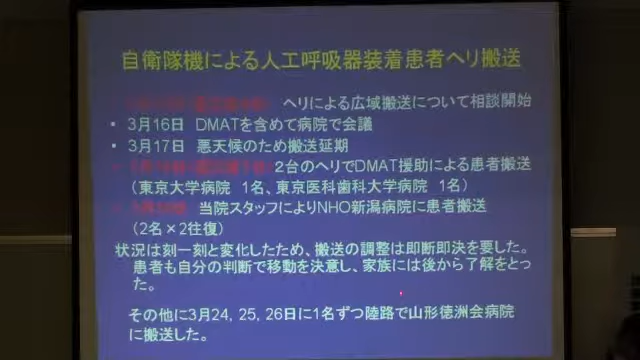 自衛隊機による人工呼吸器装着患者ヘリ搬送
ヘリによる広域搬送について相談開始
・ 3月16日 DMATを含めて病院で会議
・ 3月17日 悪天候のため搬送延期
2台のヘリでDMAT援助による患者搬送
（東京大学病院 1名、東京医科歯科大学病院 1名）
当院スタッフによりNHO新潟病院に患者搬送
（2名×2往復）
状況は刻一刻と変化したため、搬送の調整は即断即決を要した。
患者も自分の判断で移動を決意し、家族には後から了解をとっ
た。
その他に3月24, 25, 26日に1名ずつ陸路で山形徳洲会病院
に搬送した。